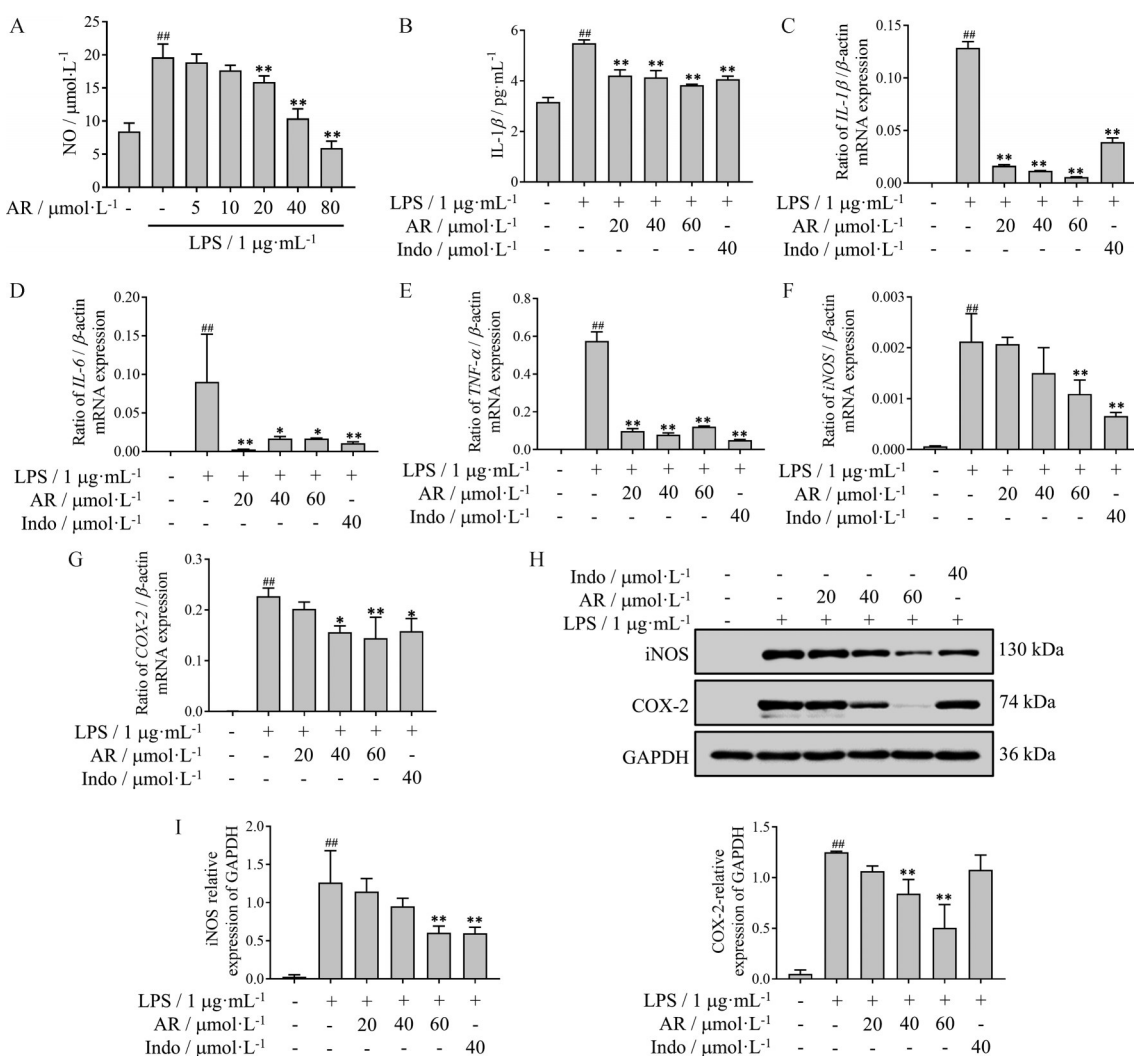 A
NO / μmol·L⁻¹
25
20
15
10
5
0
##
**
**
**
AR / μmol·L⁻¹ - - 5 10 20 40 80
LPS / 1 μg·mL⁻¹
B
IL-1β / pg·mL⁻¹
6
4
2
0
##
** ** ** **
LPS / 1 μg·mL⁻¹ - + + + + +
AR / μmol·L⁻¹ - - 20 40 60 -
Indo / μmol·L⁻¹ - - - - - 40
C
Ratio of IL-1β /β-actin
mRNA expression
0.15
0.10
0.05
0.00
##
** ** ** **
LPS / 1 μg·mL⁻¹ - + + + + +
AR / μmol·L⁻¹ - - 20 40 60 -
Indo / μmol·L⁻¹ - - - - - 40
D
Ratio of IL-6 / β-actin
mRNA expression
0.20
0.15
0.10
0.05
0.00
##
** * * **
LPS / 1 μg·mL⁻¹ - + + + + +
AR / μmol·L⁻¹ - - 20 40 60 -
Indo / μmol·L⁻¹ - - - - - 40
E
Ratio of TNF-α / β-actin
mRNA expression
0.8
0.6
0.4
0.2
0.0
##
** ** ** **
LPS / 1 μg·mL⁻¹ - + + + + +
AR / μmol·L⁻¹ - - 20 40 60 -
Indo / μmol·L⁻¹ - - - - - 40
F
Ratio of iNOS / β-actin
mRNA expression
0.003
0.002
0.001
0.000
##
** **
LPS / 1 μg·mL⁻¹ - + + + + +
AR / μmol·L⁻¹ - - 20 40 60 -
Indo / μmol·L⁻¹ - - - - - 40
G
Ratio of COX-2 / β-actin
mRNA expression
0.3
0.2
0.1
0.0
##
* ** *
LPS / 1 μg·mL⁻¹ - + + + + +
AR / μmol·L⁻¹ - - 20 40 60 -
Indo / μmol·L⁻¹ - - - - - 40
H
Indo / μmol·L⁻¹ - - - - - 40
AR / μmol·L⁻¹ - - 20 40 60 -
LPS / 1 μg·mL⁻¹ - + + + + +
iNOS 130 kDa
COX-2 74 kDa
GAPDH 36 kDa
I
iNOS relative
expression of GAPDH
2.0
1.5
1.0
0.5
0.0
##
** **
LPS / 1 μg·mL⁻¹ - + + + + +
AR / μmol·L⁻¹ - - 20 40 60 -
Indo / μmol·L⁻¹ - - - - - 40
COX-2-relative
expression of GAPDH
1.5
1.0
0.5
0.0
##
** **
LPS / 1 μg·mL⁻¹ - + + + + +
AR / μmol·L⁻¹ - - 20 40 60 -
Indo / μmol·L⁻¹ - - - - - 40